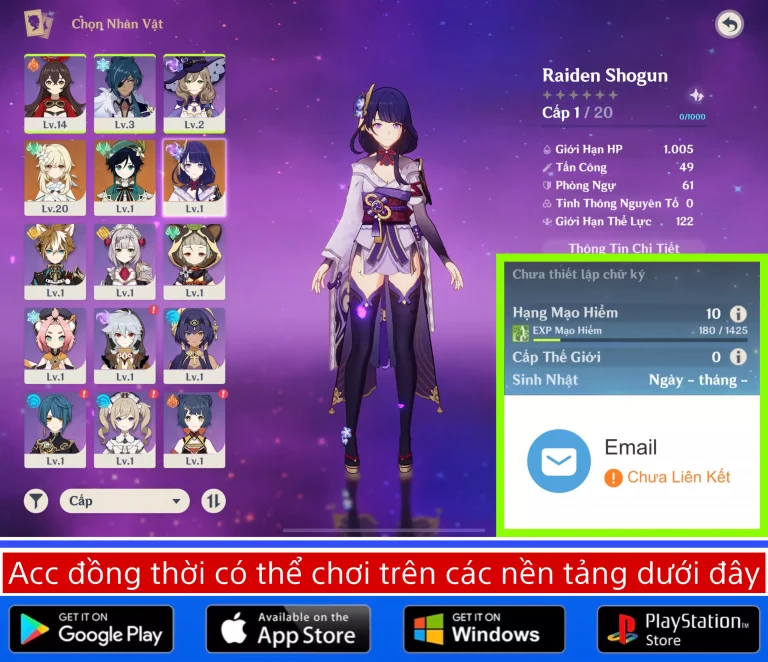 Chọn Nhân Vật
Lv.14
Lv.3
Lv.2
Lv.20
Lv.1
Lv.1
Lv.1
Lv.1
Lv.1
Lv.1
Lv.1
Lv.1
Lv.1
Lv.1
Lv.1
Cấp
Raiden Shogun
Cấp 1 / 20
0/1000
Giới Hạn HP 1.005
Tấn Công 49
Phòng Ngự 61
Tinh Thông Nguyên Tố 0
Giới Hạn Thể Lực 122
Thông Tin Chi Tiết
Chưa thiết lập chữ ký
Hạng Mạo Hiểm 10
EXP Mạo Hiểm 180 / 1425
Cấp Thế Giới 0
Sinh Nhật Ngày - tháng -
Email
Chưa Liên Kết
Acc đồng thời có thể chơi trên các nền tảng dưới đây
GET IT ON
Google Play
Available on the
App Store
GET IT ON
Windows
PlayStation™
Store